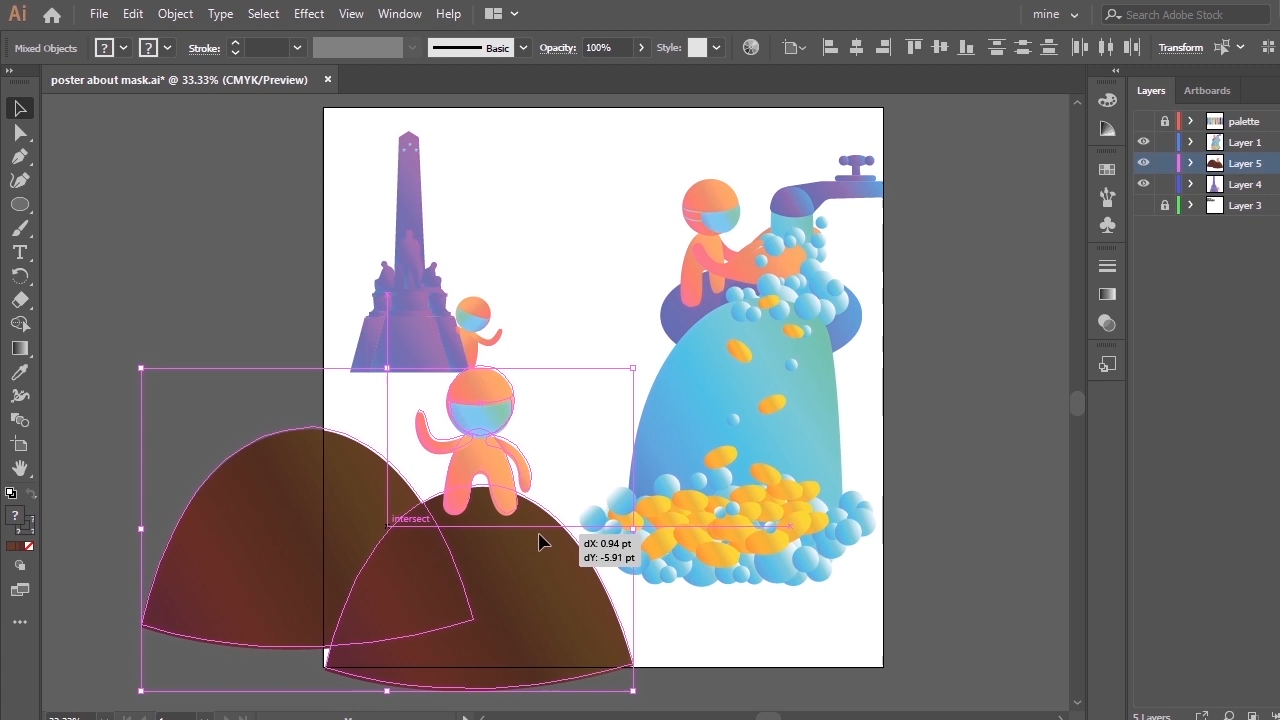 Ai File Edit Object Type Select Effect View Window Help mine Search Adobe Stock
Mixed Objects ? ? Stroke: Basic Opacity: 100% Style: Transform
poster about mask.ai* @ 33.33% (CMYK/Preview) ×
Layers Artboards
palette
Layer 1
Layer 5
Layer 4
Layer 3
intersect
dX: 0.94 pt
dY: -5.91 pt
?
5 Layers